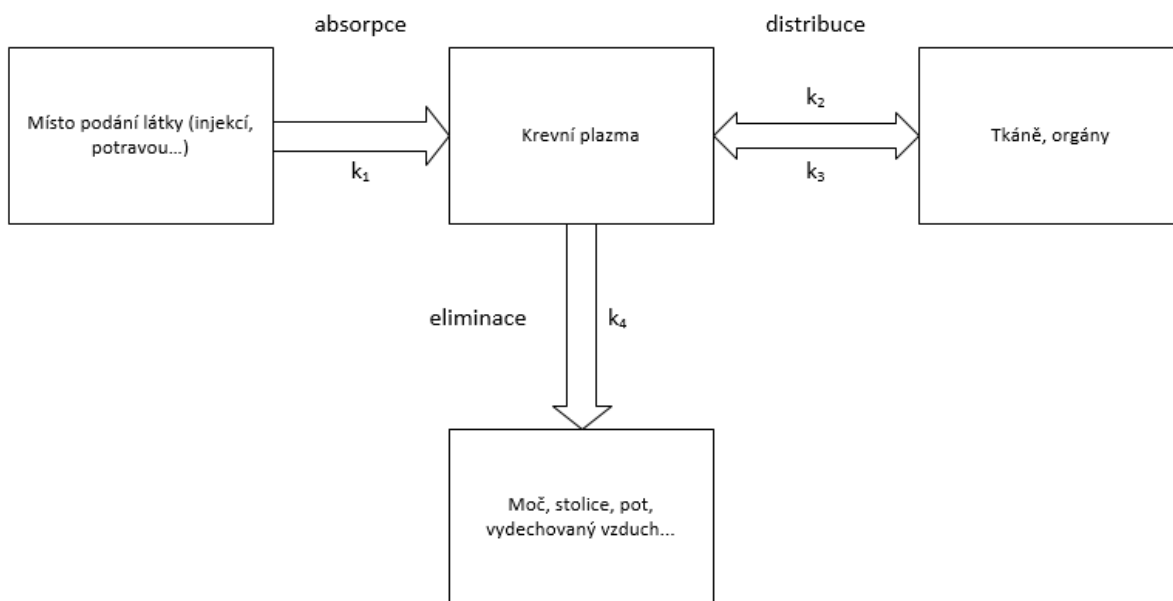 absorpce
distribuce
Místo podání látky (injekcí,
potravou...)
k₁
Krevní plazma
k₂
k₃
Tkáně, orgány
eliminace
k₄
Moč, stolice, pot,
vydechovaný vzduch...